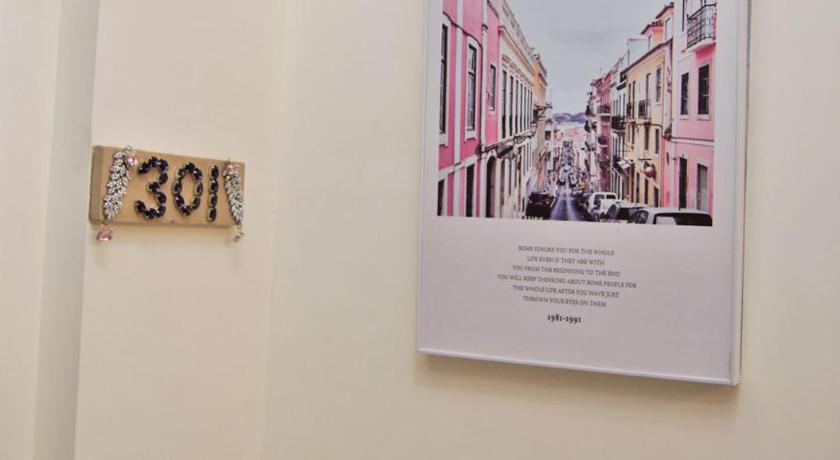 301
SOME IGNORE YOU FOR THE WHOLE
LIFE EVEN IF THEY ARE WITH
YOU FROM THE BEGINNING TO THE END
YOU WILL KEEP THINKING ABOUT SOME PEOPLE FOR
THE WHOLE LIFE AFTER YOU HAVE JUST
THROWN YOUR EYES ON THEM
1981-1991